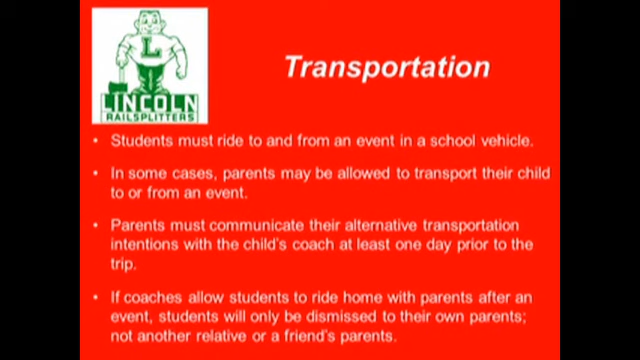 L
LINCOLN
RAILSPLITTERS
Transportation
• Students must ride to and from an event in a school vehicle.
• In some cases, parents may be allowed to transport their child
to or from an event.
• Parents must communicate their alternative transportation
intentions with the child's coach at least one day prior to the
trip.
• If coaches allow students to ride home with parents after an
event, students will only be dismissed to their own parents;
not another relative or a friend's parents.